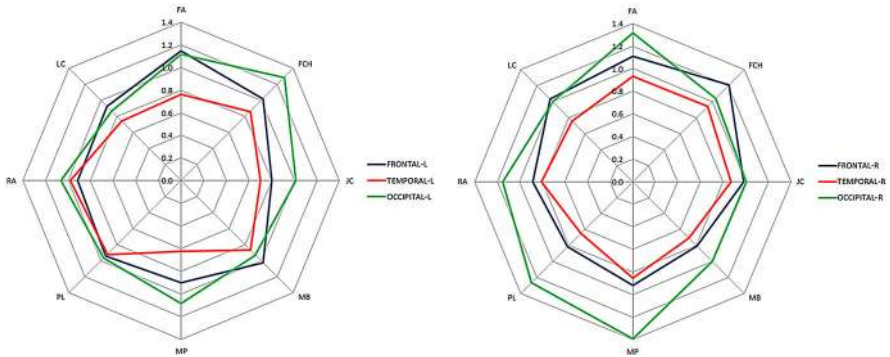 FA
1.4
1.2
1.0
0.8
0.6
0.4
0.2
0.0
LC
FCH
RA
JC
PL
MB
MP
FRONTAL-L
TEMPORAL-L
OCCIPITAL-L
FA
1.4
1.2
1.0
0.8
0.6
0.4
0.2
0.0
LC
FCH
RA
JC
PL
MB
MP
FRONTAL-R
TEMPORAL-R
OCCIPITAL-R